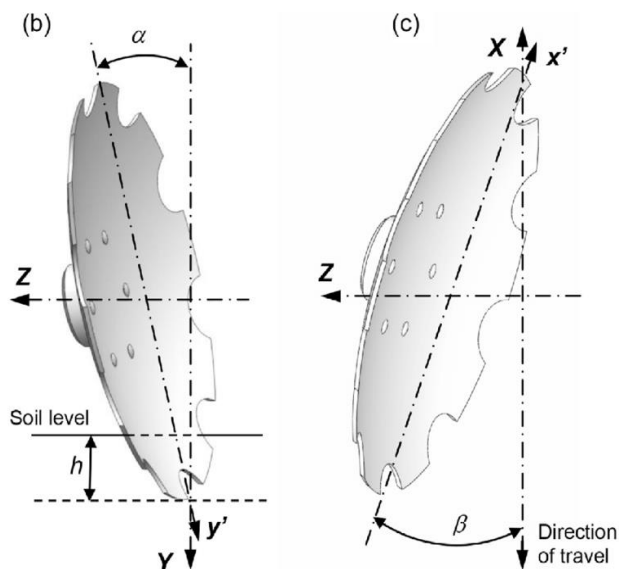 (b)
α
Z
Soil level
h
y'
Y
(c)
X
x'
Z
β
Direction
of travel